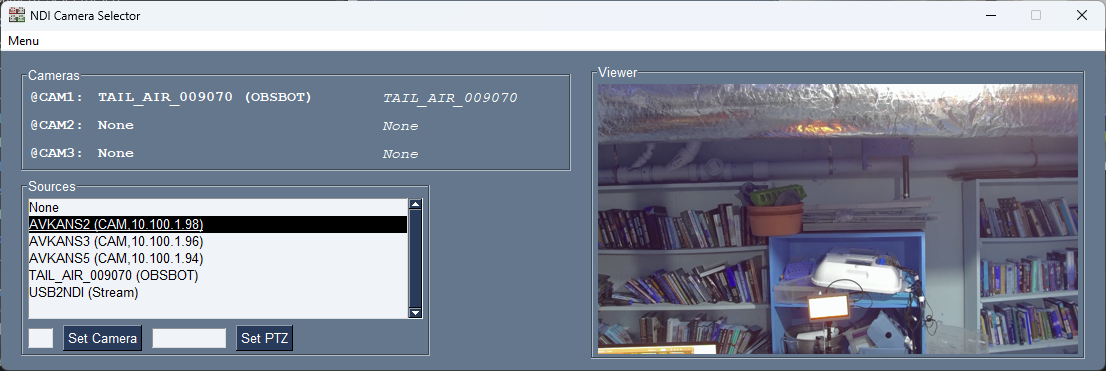 NDI Camera Selector
Menu
Cameras
@CAM1: TAIL_AIR_009070 (OBSBOT) TAIL_AIR_009070
@CAM2: None None
@CAM3: None None
Sources
None
AVKANS2 (CAM,10.100.1.98)
AVKANS3 (CAM,10.100.1.96)
AVKANS5 (CAM,10.100.1.94)
TAIL_AIR_009070 (OBSBOT)
USB2NDI (Stream)
Set Camera Set PTZ
Viewer